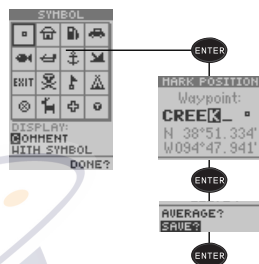 SYMBOL
EXIT
DISPLAY:
COMMENT
WITH SYMBOL
DONE?
ENTER
MARK POSITION
Waypoint:
CREEK_
N 38°51.334'
W094°47.941'
ENTER
AVERAGE?
SAVE?
ENTER